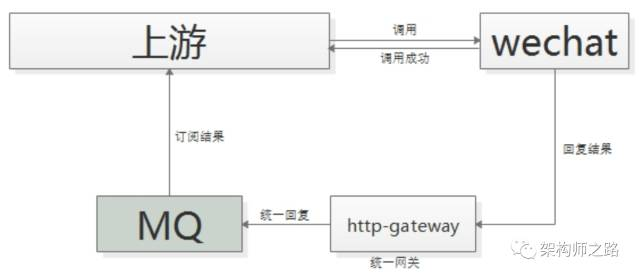 上游
调用
调用成功
wechat
订阅结果
回复结果
MQ
统一回复
http-gateway
统一网关
架构师之路